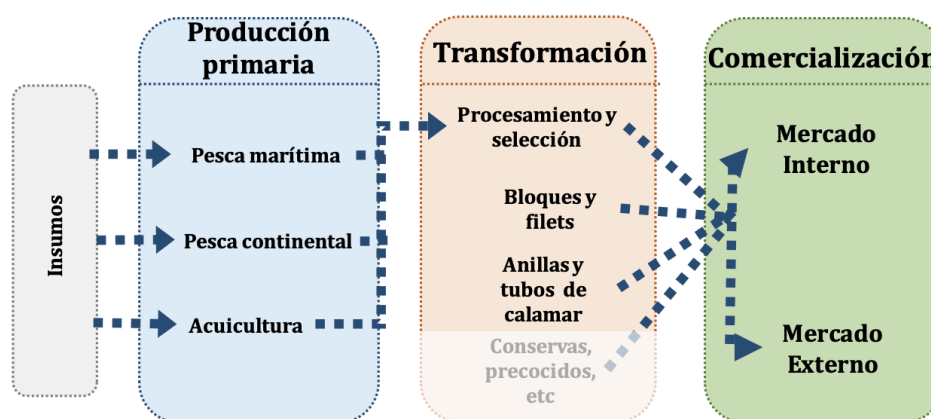 Insumos
Producción
primaria
Pesca marítima
Pesca continental
Acuicultura
Transformación
Procesamiento y
selección
Bloques y
filets
Anillas y
tubos de
calamar
Conservas,
precocidos,
etc
Comercialización
Mercado
Interno
Mercado
Externo